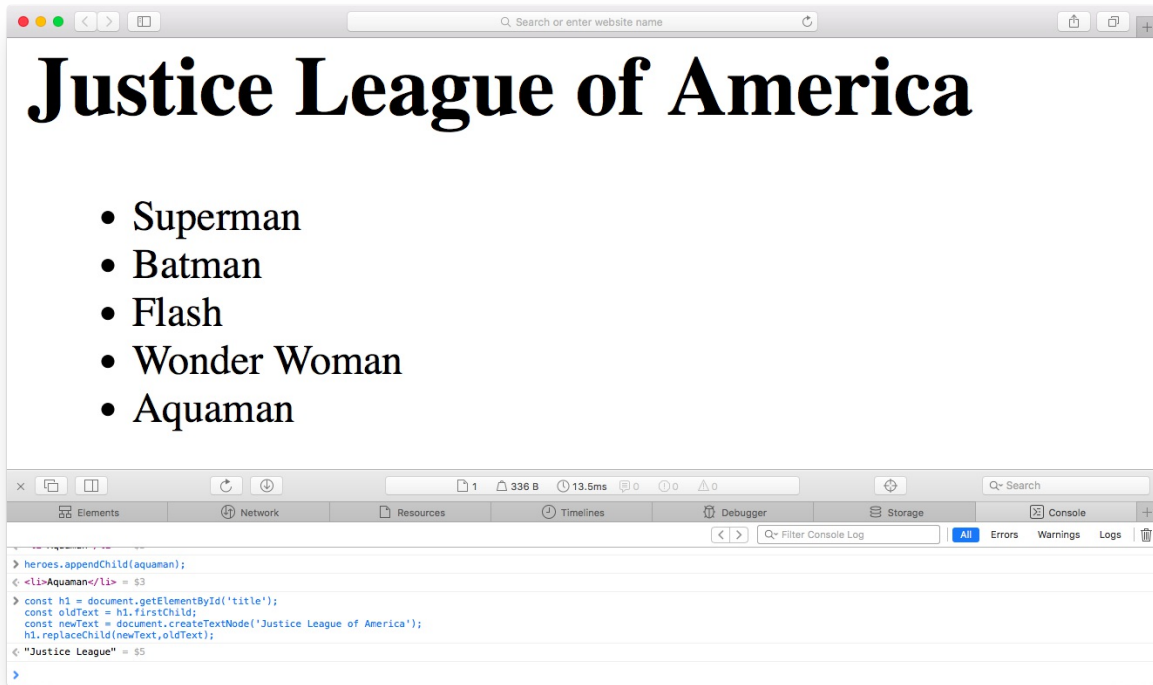 Search or enter website name
Justice League of America
• Superman
• Batman
• Flash
• Wonder Woman
• Aquaman
1 336 B 13.5ms 0 0 0
Search
Elements Network Resources Timelines Debugger Storage Console
Filter Console Log All Errors Warnings Logs
> heroes.appendChild(aquaman);
< <li>Aquaman</li> = $3
> const h1 = document.getElementById('title');
const oldText = h1.firstChild;
const newText = document.createTextNode('Justice League of America');
h1.replaceChild(newText,oldText);
< "Justice League" = $5
>